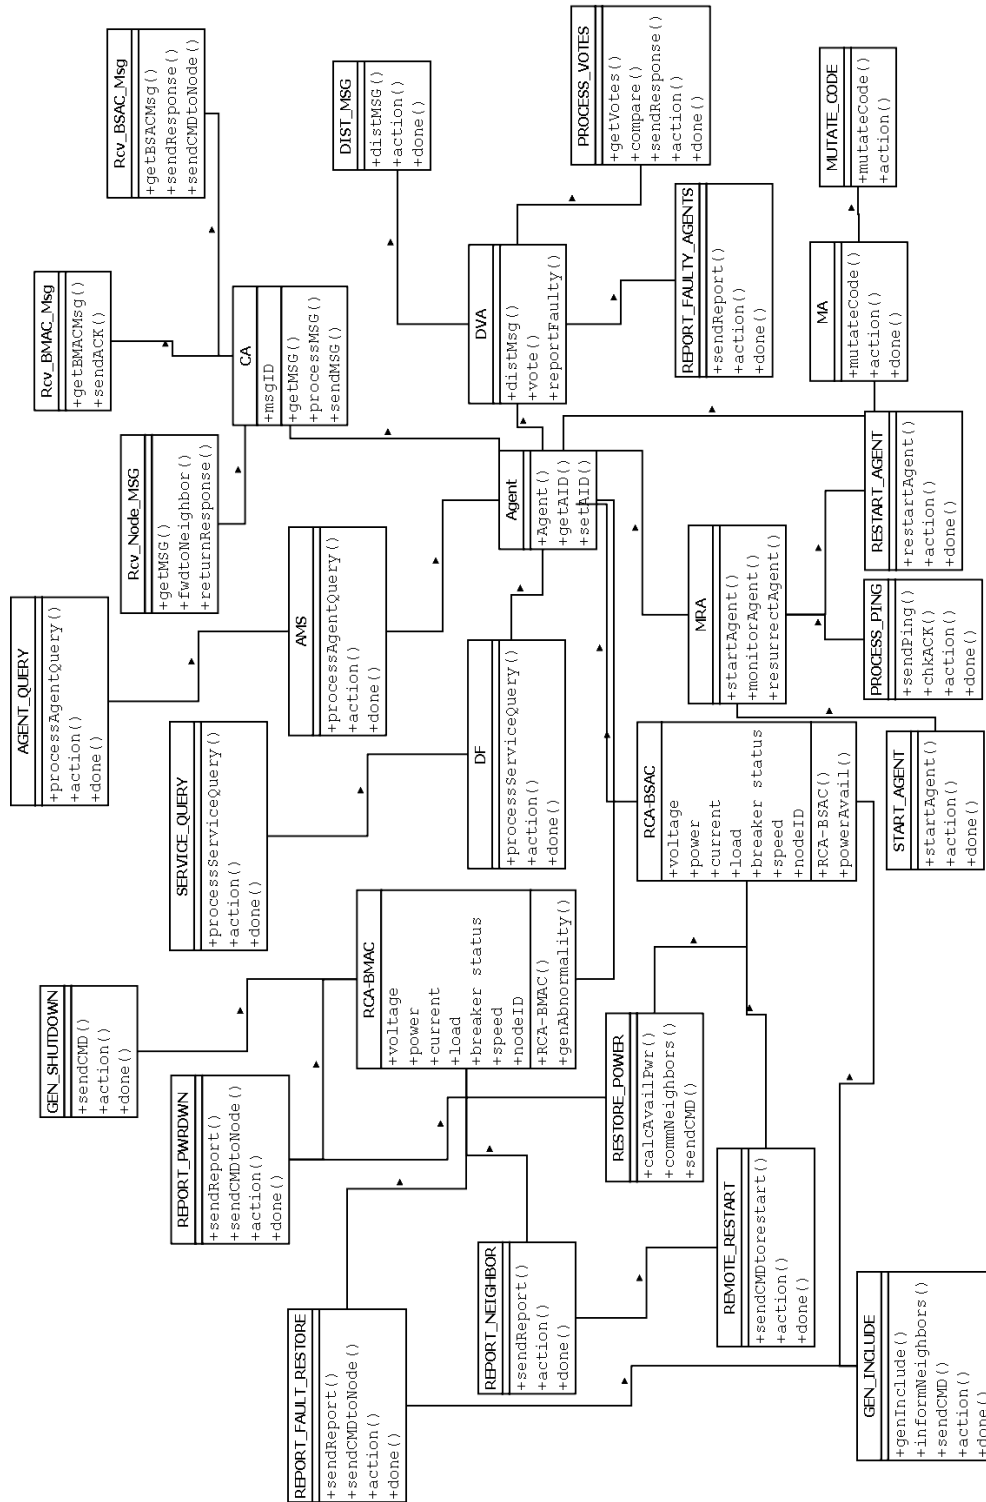 Rcv_BSAC_Msg
+getBSACMsg()
+sendResponse()
+sendCMDtoNode()
Rcv_BMAC_Msg
+getBMACMsg()
+sendACK()
Rcv_Node_MSG
+getMSG()
+fwdtoNeighbor()
+returnResponse()
AGENT_QUERY
+processAgentQuery()
+action()
+done()
SERVICE_QUERY
+processServiceQuery()
+action()
+done()
GEN_SHUTDOWN
+sendCMD()
+action()
+done()
REPORT_PWRDWN
+sendReport()
+sendCMDtoNode()
+action()
+done()
REPORT_FAULT_RESTORE
+sendReport()
+sendCMDtoNode()
+action()
+done()
DIST_MSG
+distMSG()
+action()
+done()
CA
+msgID
+getMSG()
+processMSG()
+sendMSG()
AMS
+processAgentQuery()
+action()
+done()
DF
+processServiceQuery()
+action()
+done()
RCA-BMAC
+voltage
+power
+current
+load
+breaker status
+speed
+nodeID
+RCA-BMAC()
+genAbnormality()
REPORT_NEIGHBOR
+sendReport()
+action()
+done()
PROCESS_VOTES
+getVotes()
+compare()
+sendResponse()
+action()
+done()
DVA
+distMsg()
+vote()
+reportFaulty()
Agent
+Agent()
+getAID()
+setAID()
REPORT_FAULTY_AGENTS
+sendReport()
+action()
+done()
RESTORE_POWER
+calcAvailPwr()
+commNeighbors()
+sendCMD()
REMOTE_RESTART
+sendCMDtorestart()
+action()
+done()
RCA-BSAC
+voltage
+power
+current
+load
+breaker status
+speed
+nodeID
+RCA-BSAC()
+powerAvail()
MRA
+startAgent()
+monitorAgent()
+resurrectAgent()
MUTATE_CODE
+mutateCode()
+action()
MA
+mutateCode()
+action()
+done()
RESTART_AGENT
+restartAgent()
+action()
+done()
PROCESS_PING
+sendPing()
+chkACK()
+action()
+done()
START_AGENT
+startAgent()
+action()
+done()
GEN_INCLUDE
+genInclude()
+informNeighbors()
+sendCMD()
+action()
+done()